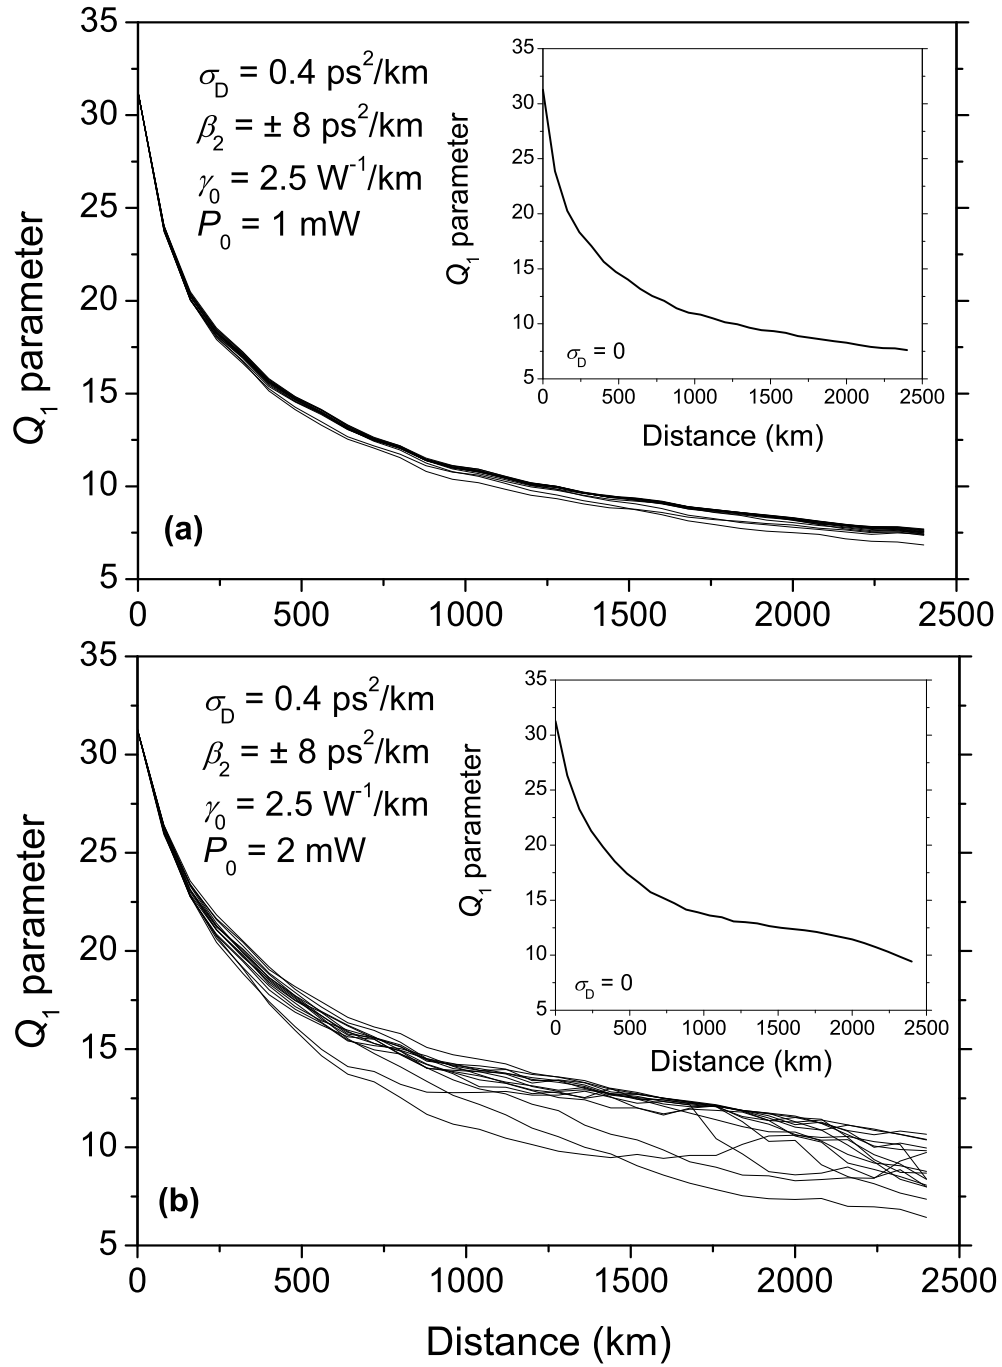 35
30
25
20
15
10
5
Q₁ parameter
σ_D = 0.4 ps²/km
β₂ = ± 8 ps²/km
γ₀ = 2.5 W⁻¹/km
P₀ = 1 mW
(a)
0 500 1000 1500 2000 2500
35
30
25
20
15
10
5
Q₁ parameter
σ_D = 0
0 500 1000 1500 2000 2500
Distance (km)
35
30
25
20
15
10
5
Q₁ parameter
σ_D = 0.4 ps²/km
β₂ = ± 8 ps²/km
γ₀ = 2.5 W⁻¹/km
P₀ = 2 mW
(b)
0 500 1000 1500 2000 2500
Distance (km)
35
30
25
20
15
10
5
Q₁ parameter
σ_D = 0
0 500 1000 1500 2000 2500
Distance (km)